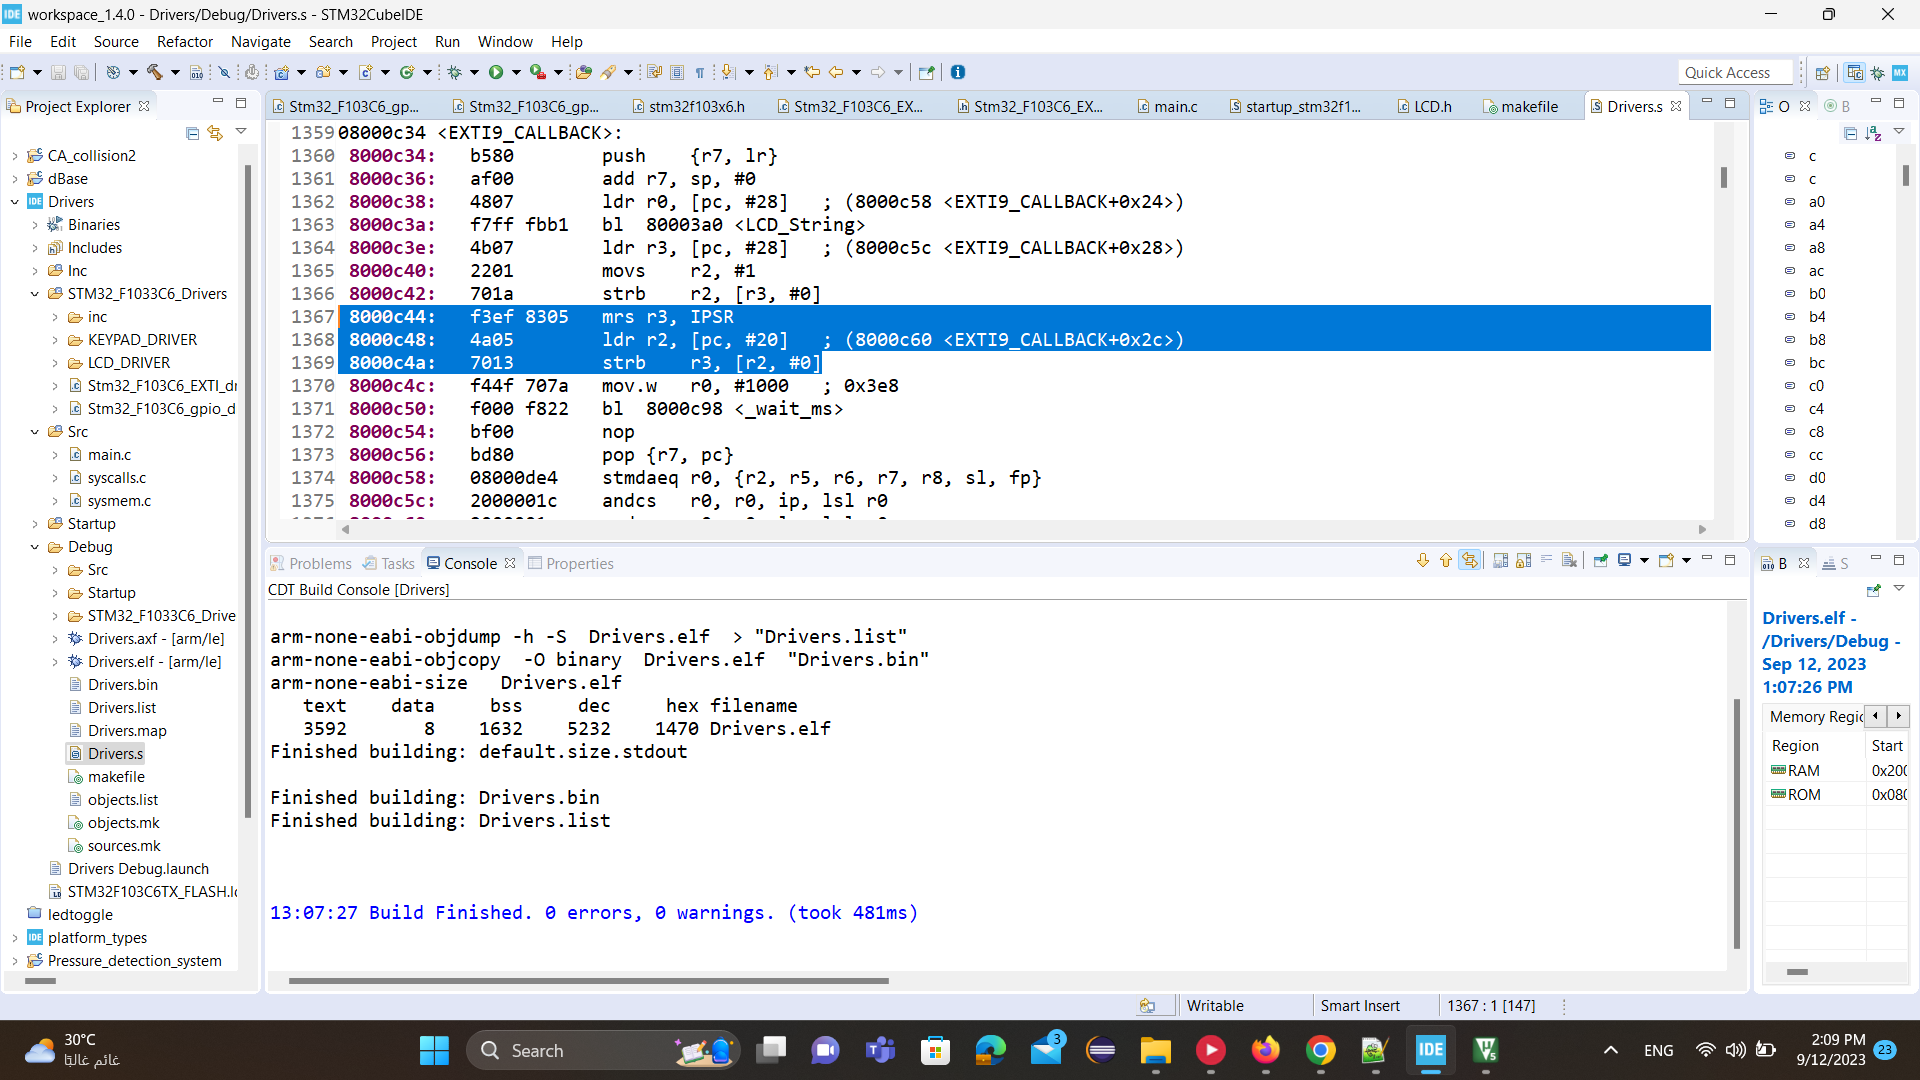 IDE workspace_1.4.0 - Drivers/Debug/Drivers.s - STM32CubeIDE
File Edit Source Refactor Navigate Search Project Run Window Help
Quick Access
MX
Project Explorer
CA_collision2
dBase
IDE Drivers
Binaries
Includes
Inc
STM32_F1033C6_Drivers
inc
KEYPAD_DRIVER
LCD_DRIVER
Stm32_F103C6_EXTI_dr
Stm32_F103C6_gpio_d
Src
main.c
syscalls.c
sysmem.c
Startup
Debug
Src
Startup
STM32_F1033C6_Drive
Drivers.axf - [arm/le]
Drivers.elf - [arm/le]
Drivers.bin
Drivers.list
Drivers.map
Drivers.s
makefile
objects.list
objects.mk
sources.mk
Drivers Debug.launch
STM32F103C6TX_FLASH.lc
ledtoggle
IDE platform_types
Pressure_detection_system
Stm32_F103C6_gp... Stm32_F103C6_gp... stm32f103x6.h Stm32_F103C6_EX... Stm32_F103C6_EX... main.c startup_stm32f1... LCD.h makefile Drivers.s
1359 08000c34 <EXTI9_CALLBACK>:
1360 8000c34: b580 push {r7, lr}
1361 8000c36: af00 add r7, sp, #0
1362 8000c38: 4807 ldr r0, [pc, #28] ; (8000c58 <EXTI9_CALLBACK+0x24>)
1363 8000c3a: f7ff fbb1 bl 80003a0 <LCD_String>
1364 8000c3e: 4b07 ldr r3, [pc, #28] ; (8000c5c <EXTI9_CALLBACK+0x28>)
1365 8000c40: 2201 movs r2, #1
1366 8000c42: 701a strb r2, [r3, #0]
1367 8000c44: f3ef 8305 mrs r3, IPSR
1368 8000c48: 4a05 ldr r2, [pc, #20] ; (8000c60 <EXTI9_CALLBACK+0x2c>)
1369 8000c4a: 7013 strb r3, [r2, #0]
1370 8000c4c: f44f 707a mov.w r0, #1000 ; 0x3e8
1371 8000c50: f000 f822 bl 8000c98 <_wait_ms>
1372 8000c54: bf00 nop
1373 8000c56: bd80 pop {r7, pc}
1374 8000c58: 08000de4 stmdaeq r0, {r2, r5, r6, r7, r8, sl, fp}
1375 8000c5c: 2000001c andcs r0, r0, ip, lsl r0
O B
c
c
a0
a4
a8
ac
b0
b4
b8
bc
c0
c4
c8
cc
d0
d4
d8
Problems Tasks Console Properties
CDT Build Console [Drivers]
arm-none-eabi-objdump -h -S Drivers.elf > "Drivers.list"
arm-none-eabi-objcopy -O binary Drivers.elf "Drivers.bin"
arm-none-eabi-size Drivers.elf
text data bss dec hex filename
3592 8 1632 5232 1470 Drivers.elf
Finished building: default.size.stdout
Finished building: Drivers.bin
Finished building: Drivers.list
13:07:27 Build Finished. 0 errors, 0 warnings. (took 481ms)
B S
Drivers.elf -
/Drivers/Debug -
Sep 12, 2023
1:07:26 PM
Memory Regic
Region Start
RAM 0x200
ROM 0x080
Writable Smart Insert 1367 : 1 [147]
30°C
غائم غالبًا
Search
3
IDE
ENG
2:09 PM
9/12/2023
23